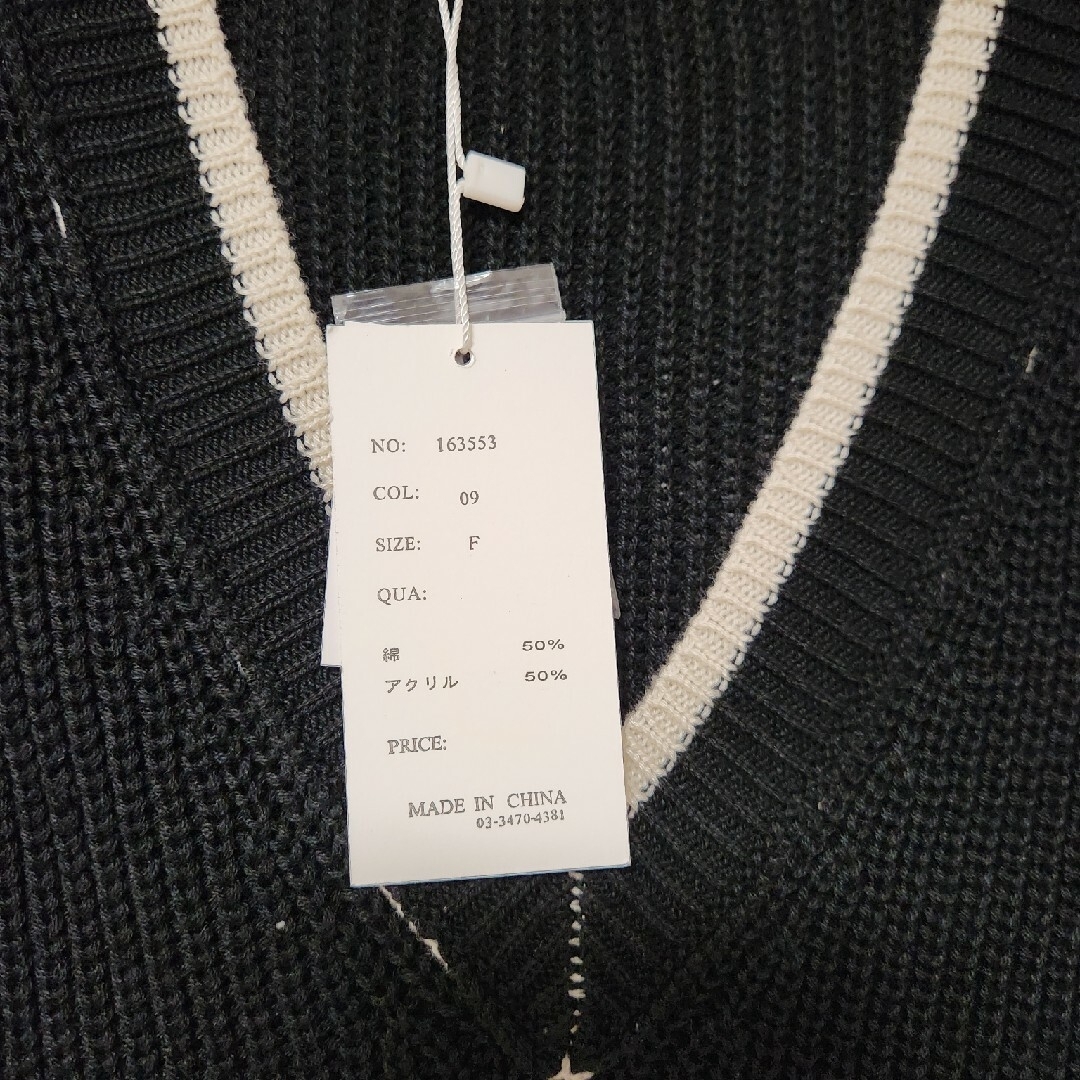 NO: 163553
COL: 09
SIZE: F
QUA:
綿 50%
アクリル 50%
PRICE:
MADE IN CHINA
03-3470-4381